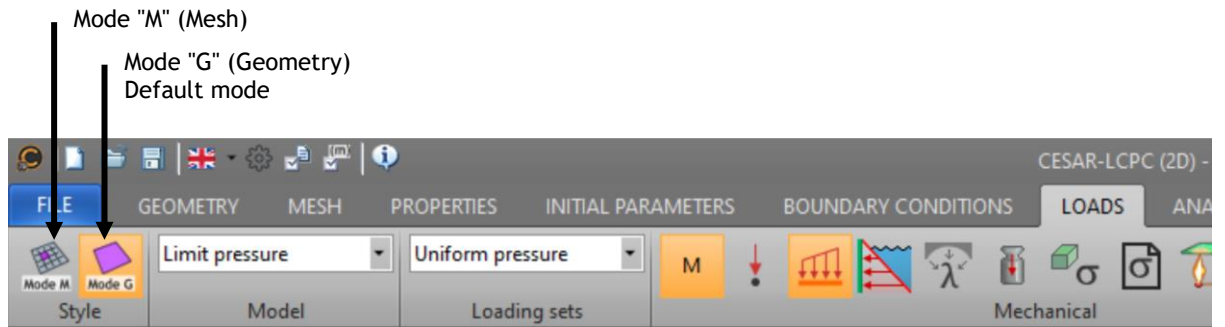 Mode "M" (Mesh)
Mode "G" (Geometry)
Default mode
CESAR-LCPC (2D) -
FILE GEOMETRY MESH PROPERTIES INITIAL PARAMETERS BOUNDARY CONDITIONS LOADS ANA
Limit pressure Uniform pressure M λ σ σ
Mode M Mode G
Style Model Loading sets Mechanical